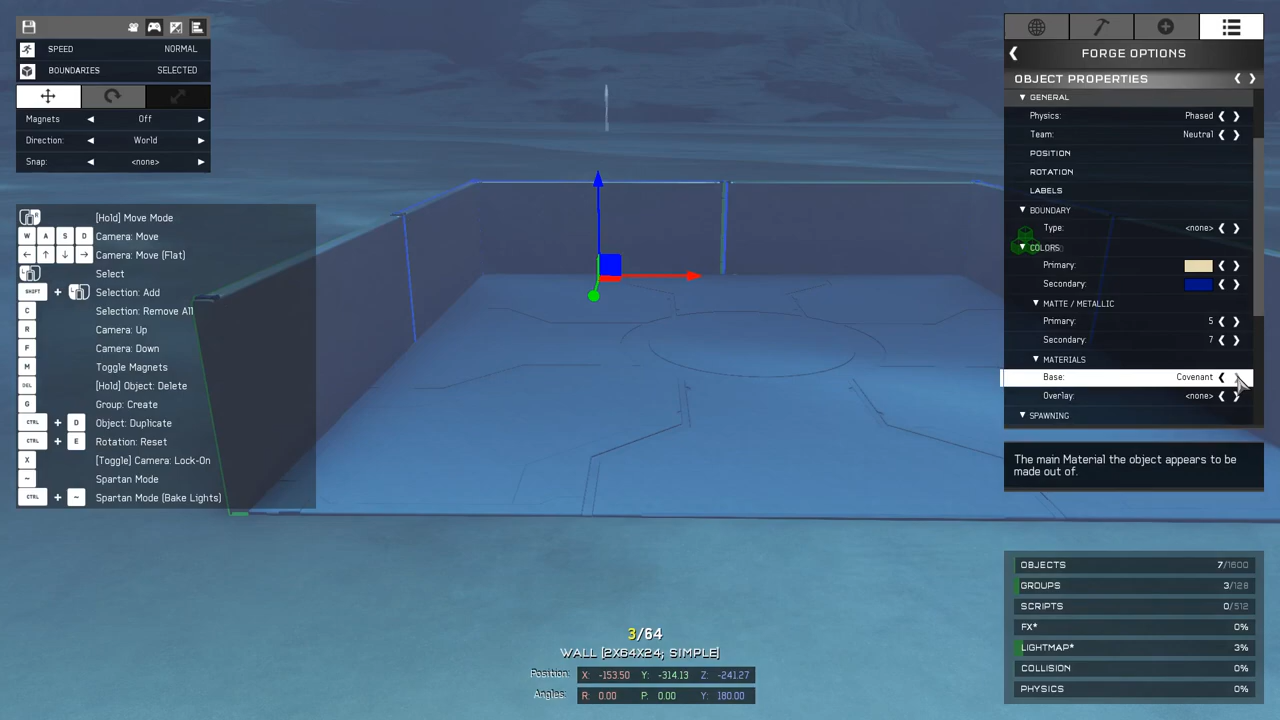 SPEED NORMAL
BOUNDARIES SELECTED
Magnets Off
Direction: World
Snap: <none>
[Hold] Move Mode
W A S D Camera: Move
← ↑ ↓ → Camera: Move (Flat)
Select
SHIFT + Selection: Add
C Selection: Remove All
R Camera: Up
F Camera: Down
M Toggle Magnets
DEL [Hold] Object: Delete
G Group: Create
CTRL + D Object: Duplicate
CTRL + E Rotation: Reset
X [Toggle] Camera: Lock-On
~ Spartan Mode
CTRL + ~ Spartan Mode (Bake Lights)
3/64
WALL [2X64X24; SIMPLE]
Position: X: -153.50 Y: -314.13 Z: -241.27
Angles: R: 0.00 P: 0.00 Y: 180.00
FORGE OPTIONS
OBJECT PROPERTIES
GENERAL
Physics: Phased
Team: Neutral
POSITION
ROTATION
LABELS
BOUNDARY
Type: <none>
COLORS:
Primary:
Secondary:
MATTE / METALLIC
Primary: 5
Secondary: 7
MATERIALS
Base: Covenant
Overlay: <none>
SPAWNING
The main Material the object appears to be
made out of.
OBJECTS 7/1600
GROUPS 3/128
SCRIPTS 0/512
FX* 0%
LIGHTMAP* 3%
COLLISION 0%
PHYSICS 0%